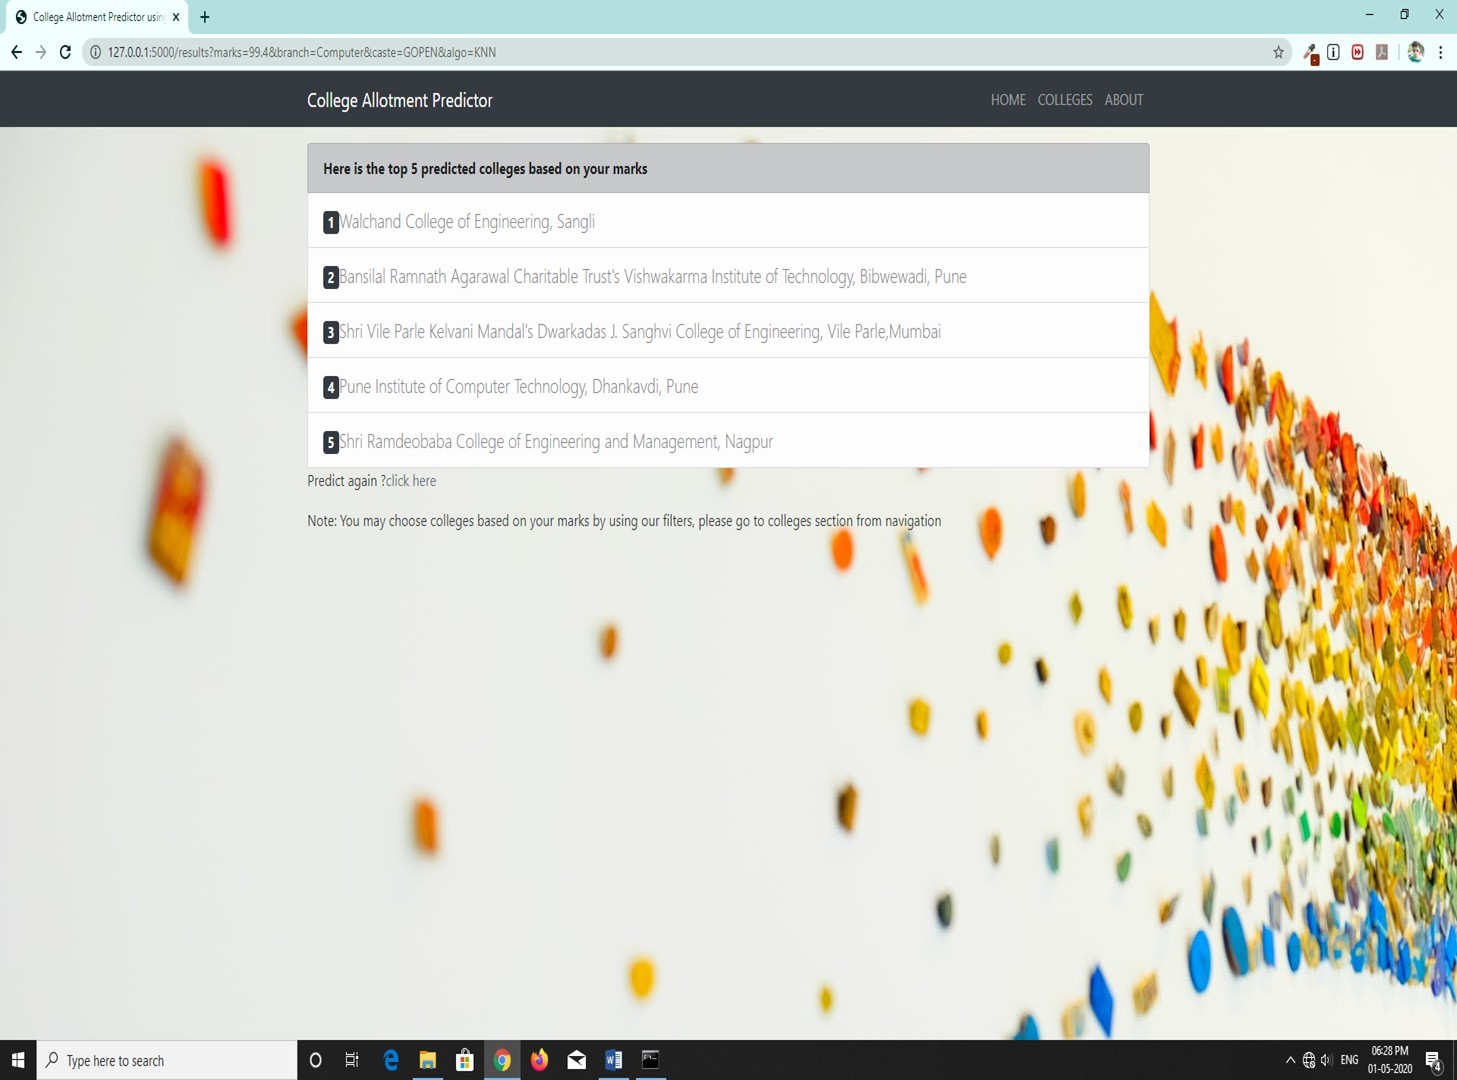 College Allotment Predictor usin
127.0.0.1:5000/results?marks=99.4&branch=Computer&caste=GOPEN&algo=KNN
College Allotment Predictor
HOME COLLEGES ABOUT
Here is the top 5 predicted colleges based on your marks
1 Walchand College of Engineering, Sangli
2 Bansilal Ramnath Agarawal Charitable Trust's Vishwakarma Institute of Technology, Bibwewadi, Pune
3 Shri Vile Parle Kelvani Mandal's Dwarkadas J. Sanghvi College of Engineering, Vile Parle,Mumbai
4 Pune Institute of Computer Technology, Dhankavdi, Pune
5 Shri Ramdeobaba College of Engineering and Management, Nagpur
Predict again ?click here
Note: You may choose colleges based on your marks by using our filters, please go to colleges section from navigation
Type here to search
ENG
06:28 PM
01-05-2020
4